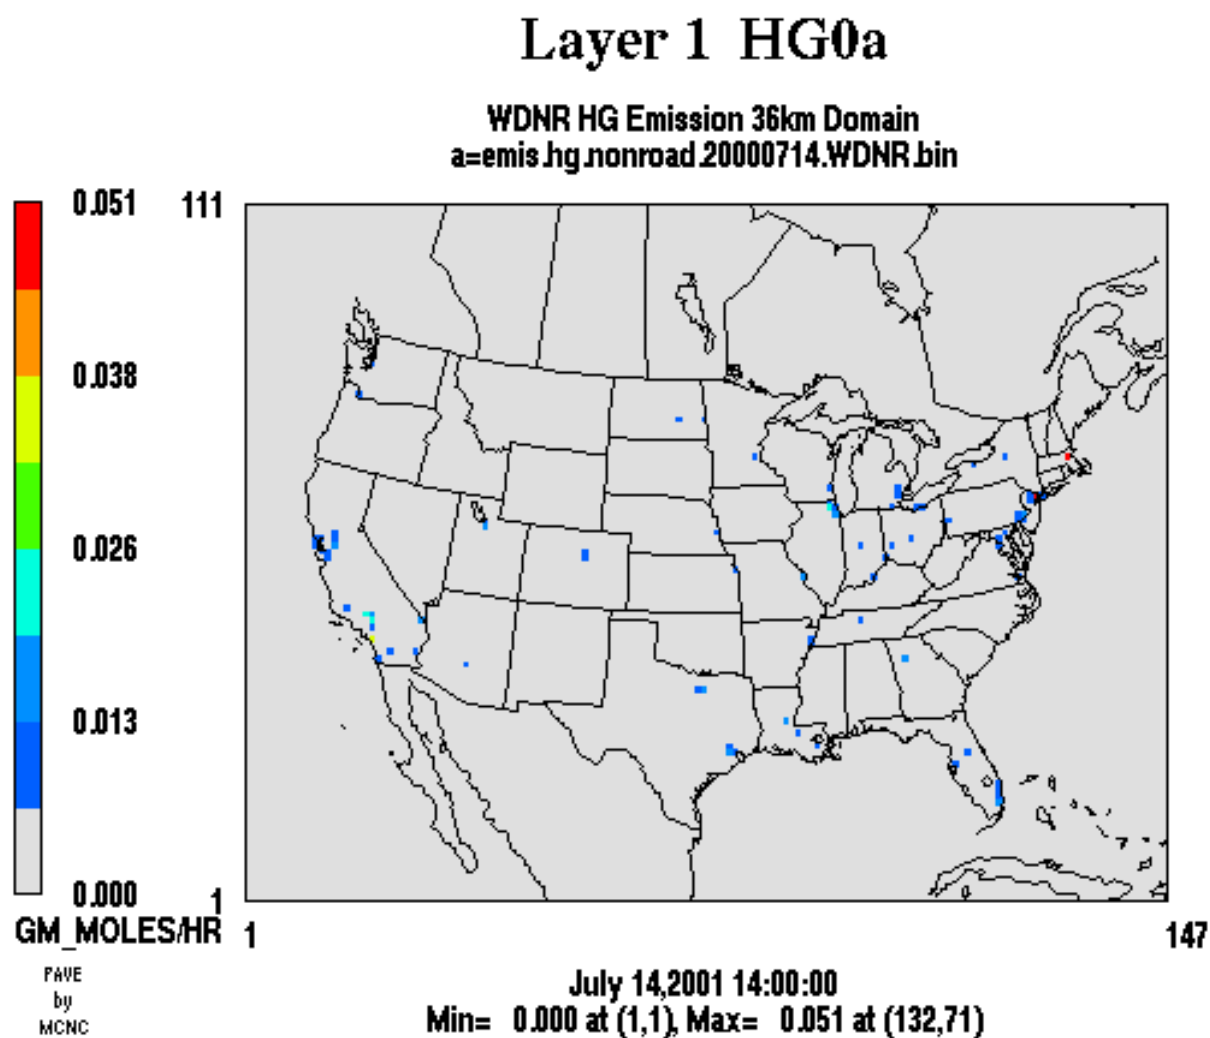 Layer 1 HG0a
WDNR HG Emission 36km Domain
a=emis.hg.nonroad.20000714.WDNR.bin
0.051
0.038
0.026
0.013
0.000
GM_MOLES/HR
111
1
1
147
PAVE
by
MCNC
July 14,2001 14:00:00
Min= 0.000 at (1,1), Max= 0.051 at (132,71)